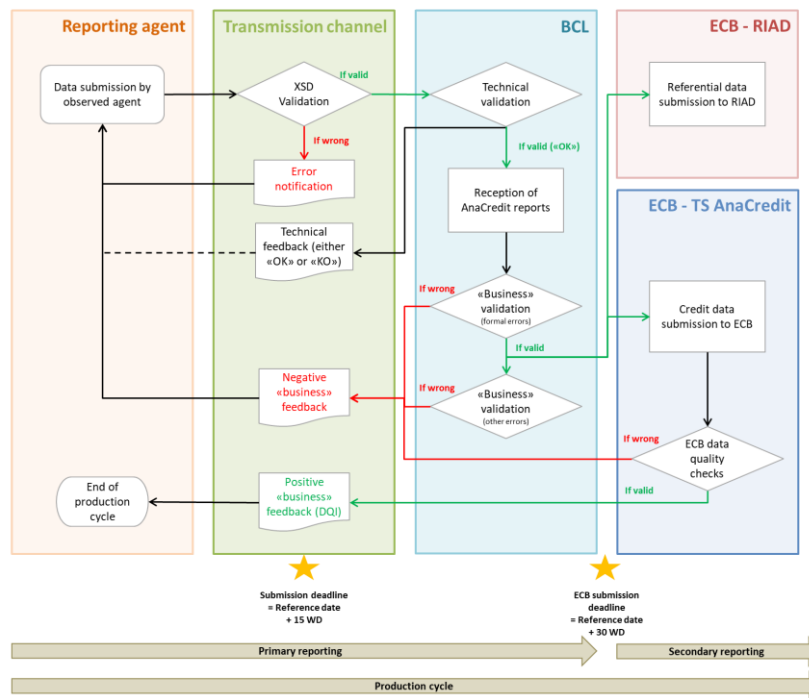 Reporting agent
Transmission channel
BCL
ECB - RIAD
Data submission by
observed agent
XSD
Validation
If valid
Technical
validation
Referential data
submission to RIAD
If wrong
If valid («OK»)
Error
notification
Reception of
AnaCredit reports
ECB - TS AnaCredit
Technical
feedback (either
«OK» or «KO»)
If wrong
«Business»
validation
(formal errors)
Credit data
submission to ECB
If valid
Negative
«business»
feedback
If wrong
«Business»
validation
(other errors)
If wrong
ECB data
quality
checks
End of
production
cycle
Positive
«business»
feedback (DQI)
If valid
Submission deadline
= Reference date
+ 15 WD
ECB submission
deadline
= Reference date
+ 30 WD
Primary reporting
Secondary reporting
Production cycle